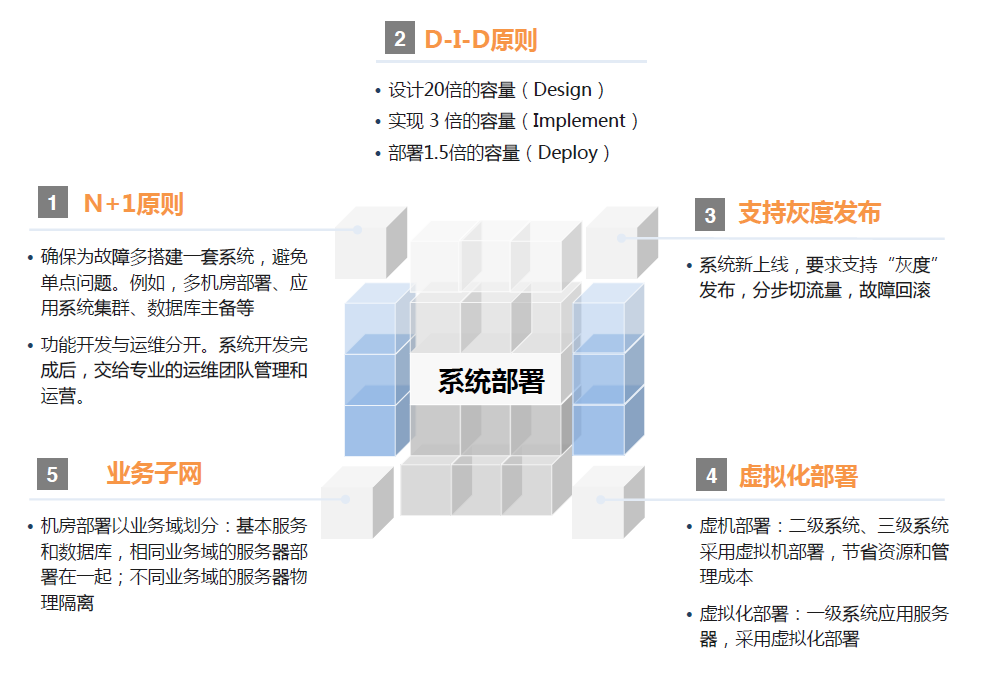 2 D-I-D原则
• 设计20倍的容量（Design）
• 实现 3 倍的容量（Implement）
• 部署1.5倍的容量（Deploy）
1 N+1原则
• 确保为故障多搭建一套系统，避免
单点问题。例如，多机房部署、应
用系统集群、数据库主备等
• 功能开发与运维分开。系统开发完
成后，交给专业的运维团队管理和
运营。
3 支持灰度发布
• 系统新上线，要求支持“灰度”
发布，分步切流量，故障回滚
系统部署
5 业务子网
• 机房部署以业务域划分：基本服务
和数据库，相同业务域的服务器部
署在一起；不同业务域的服务器物
理隔离
4 虚拟化部署
• 虚机部署：二级系统、三级系统
采用虚拟机部署，节省资源和管
理成本
• 虚拟化部署：一级系统应用服务
器，采用虚拟化部署